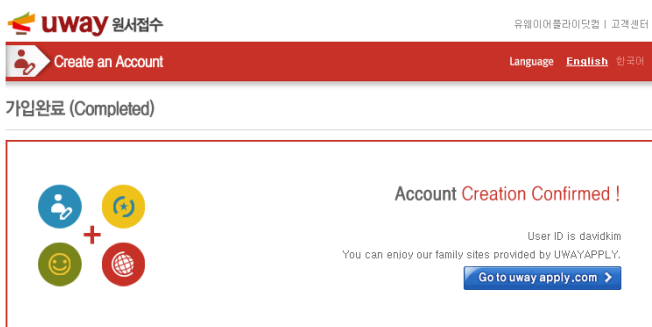 uway 원서접수
유웨이어플라이닷컴 | 고객센터
Create an Account
Language English 한국어
가입완료 (Completed)
Account Creation Confirmed !
User ID is davidkim
You can enjoy our family sites provided by UWAYAPPLY.
Go to uway apply.com >